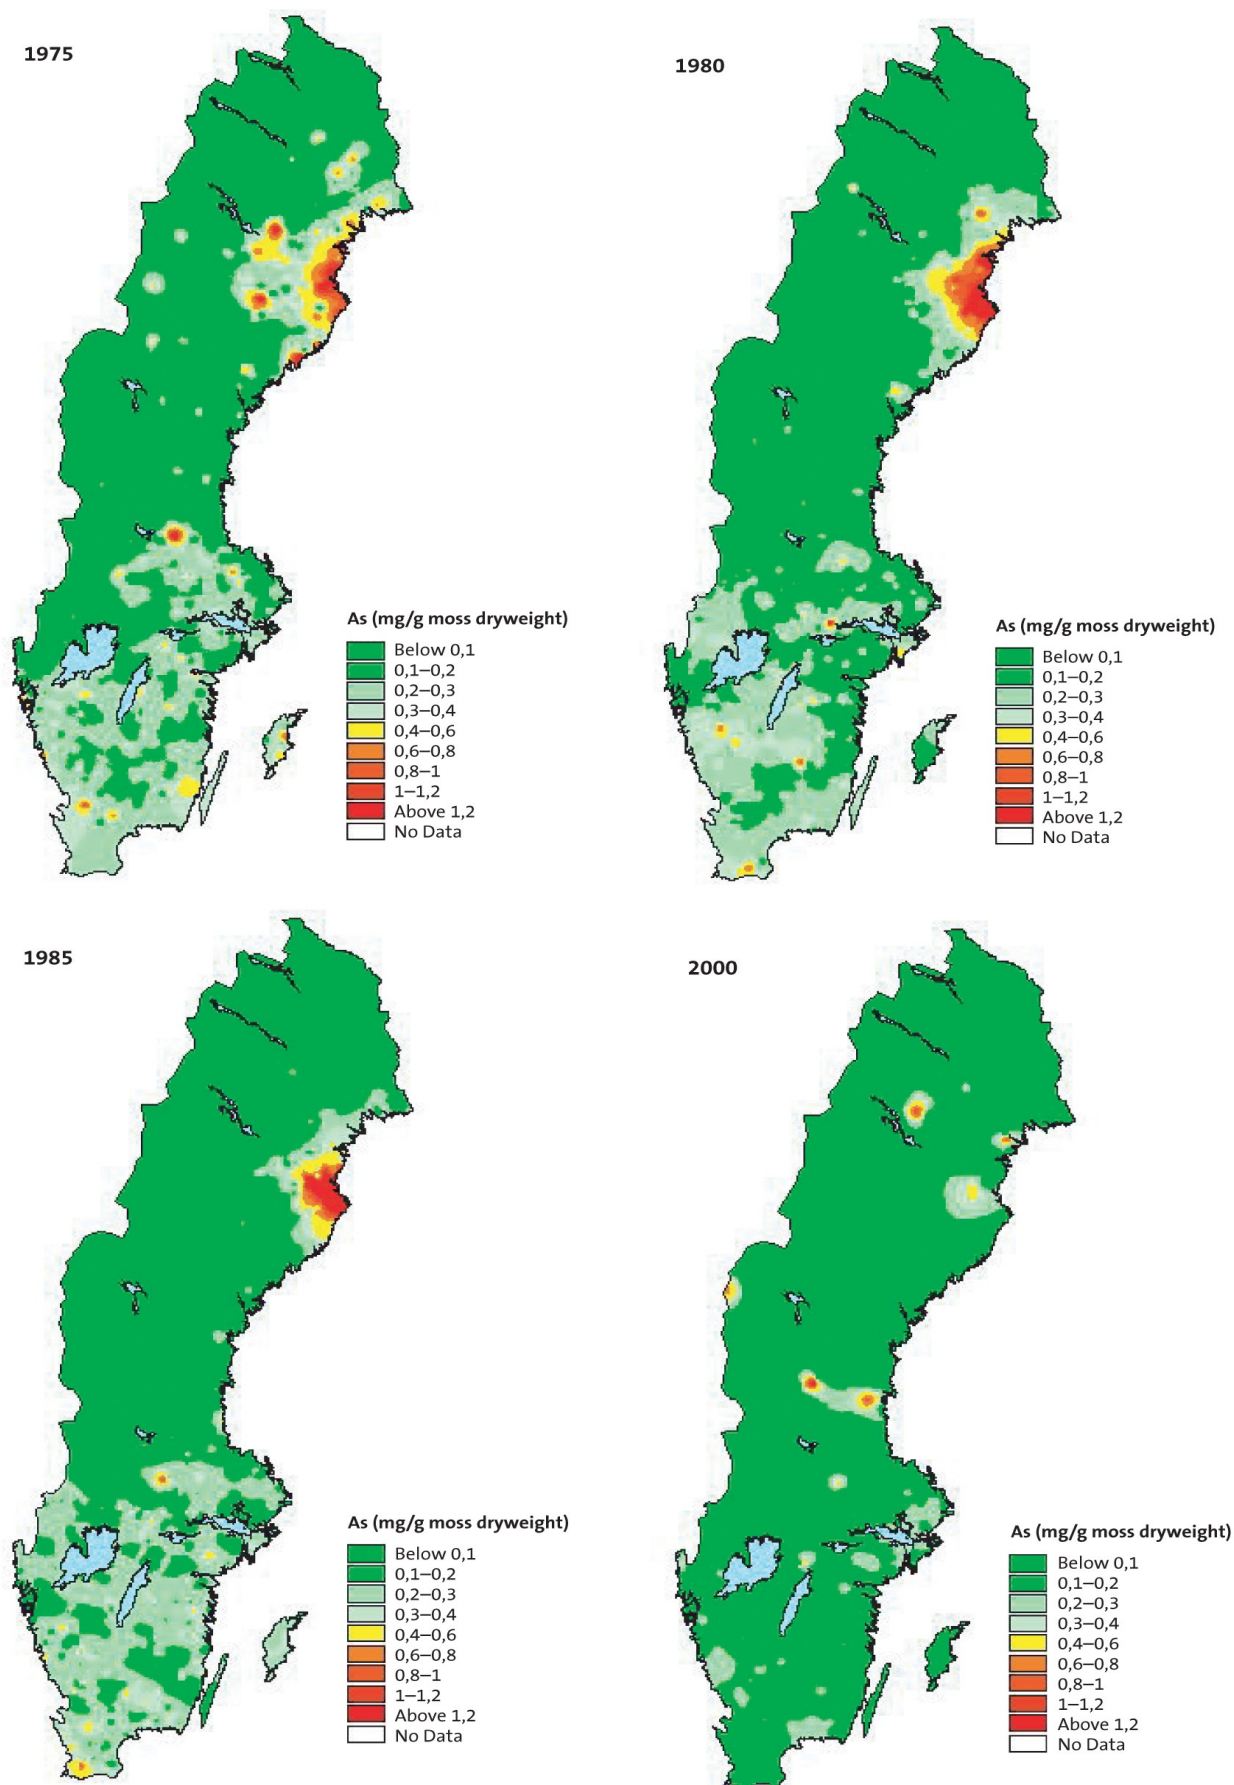 1975
As (mg/g moss dryweight)
Below 0,1
0,1–0,2
0,2–0,3
0,3–0,4
0,4–0,6
0,6–0,8
0,8–1
1–1,2
Above 1,2
No Data
1980
As (mg/g moss dryweight)
Below 0,1
0,1–0,2
0,2–0,3
0,3–0,4
0,4–0,6
0,6–0,8
0,8–1
1–1,2
Above 1,2
No Data
1985
As (mg/g moss dryweight)
Below 0,1
0,1–0,2
0,2–0,3
0,3–0,4
0,4–0,6
0,6–0,8
0,8–1
1–1,2
Above 1,2
No Data
2000
As (mg/g moss dryweight)
Below 0,1
0,1–0,2
0,2–0,3
0,3–0,4
0,4–0,6
0,6–0,8
0,8–1
1–1,2
Above 1,2
No Data